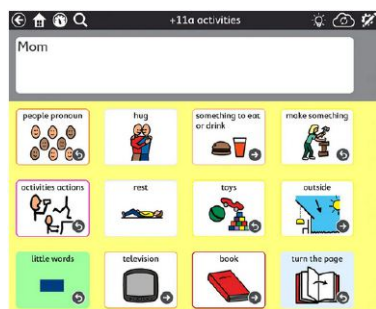 +11a activities
Mom
people pronoun
hug
something to eat
or drink
make something
activities actions
rest
toys
outside
little words
television
book
turn the page